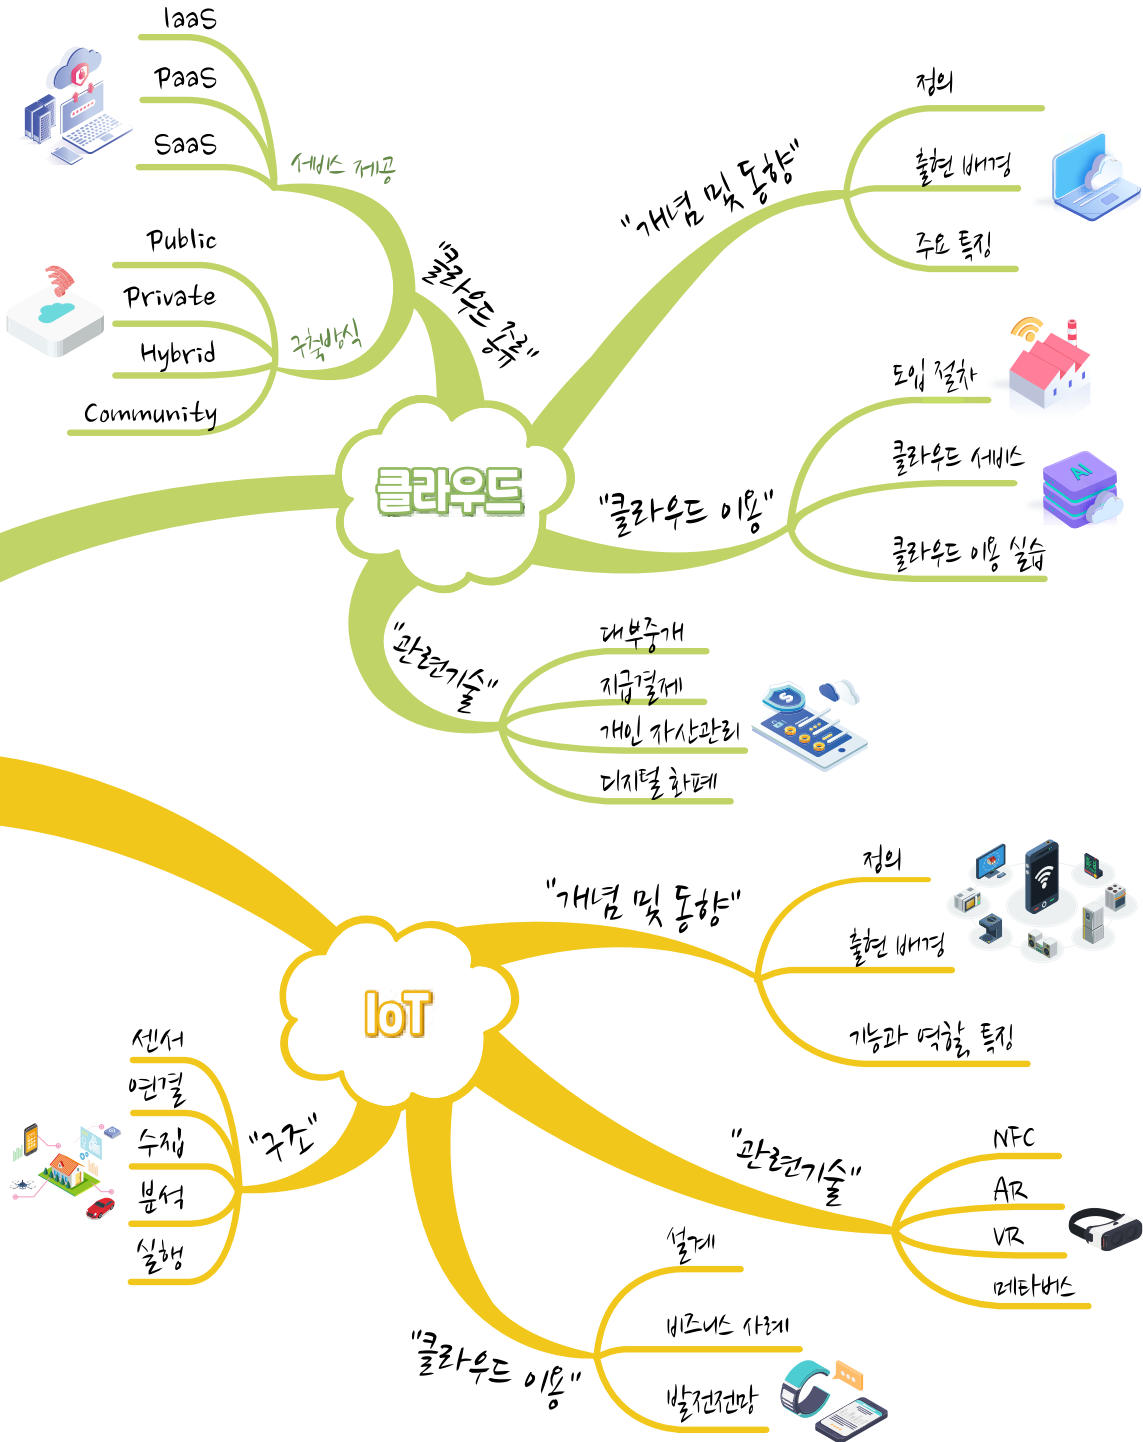 IaaS
PaaS
SaaS
서비스 제공
Public
Private
Hybrid
Community
구축방식
"클라우드 종류"
"개념 및 동향"
정의
출현 배경
주요 특징
클라우드
"클라우드 이용"
도입 절차
클라우드 서비스
AI
클라우드 이용 실습
"관련기술"
대부중개
지급결제
개인 자산관리
디지털 화폐
IoT
"개념 및 동향"
정의
출현 배경
기능과 역할, 특징
"구조"
센서
연결
수집
분석
실행
"관련기술"
NFC
AR
VR
메타버스
"클라우드 이용"
설계
비즈니스 사례
발전전망